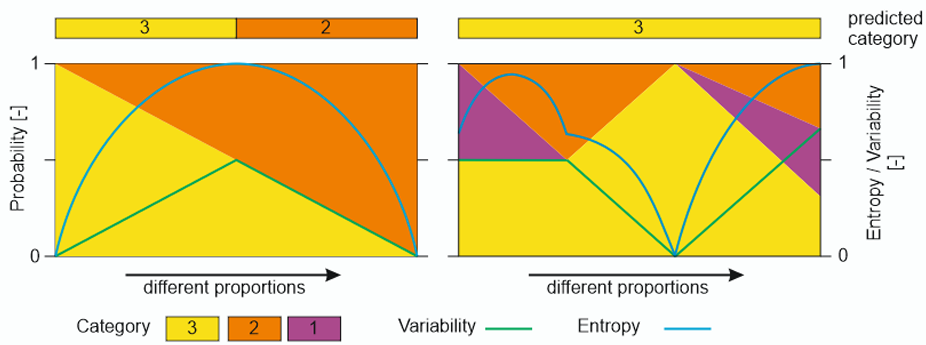 3 2
3
predicted
category
1
0
Probability [-]
different proportions
1
0
Entropy / Variability
[-]
different proportions
Category 3 2 1 Variability Entropy